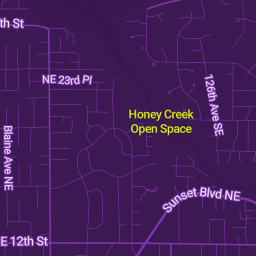 th St
NE 23rd Pl
126th Ave SE
Honey Creek
Open Space
Blaine Ave NE
Sunset Blvd NE
E 12th St